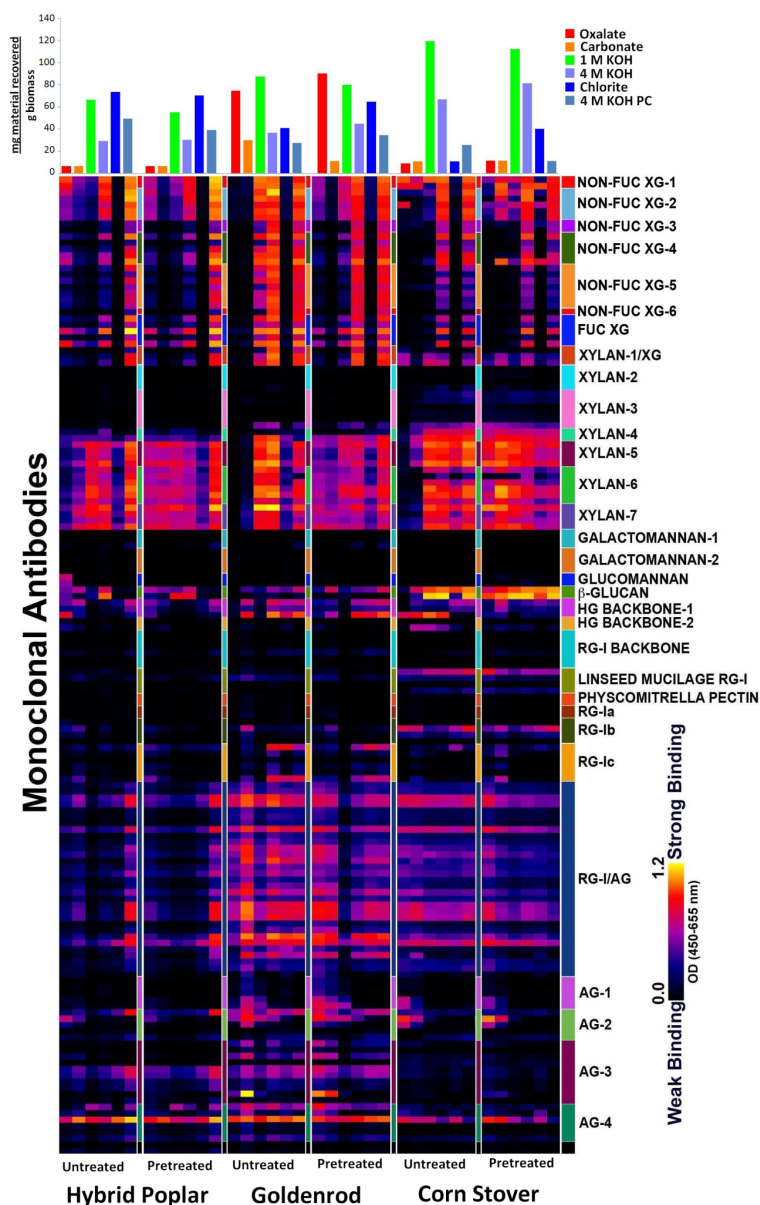 mg material recovered
g biomass
140
120
100
80
60
40
20
0
Oxalate
Carbonate
1 M KOH
4 M KOH
Chlorite
4 M KOH PC
Monoclonal Antibodies
NON-FUC XG-1
NON-FUC XG-2
NON-FUC XG-3
NON-FUC XG-4
NON-FUC XG-5
NON-FUC XG-6
FUC XG
XYLAN-1/XG
XYLAN-2
XYLAN-3
XYLAN-4
XYLAN-5
XYLAN-6
XYLAN-7
GALACTOMANNAN-1
GALACTOMANNAN-2
GLUCOMANNAN
β-GLUCAN
HG BACKBONE-1
HG BACKBONE-2
RG-I BACKBONE
LINSEED MUCILAGE RG-I
PHYSCOMITRELLA PECTIN
RG-Ia
RG-Ib
RG-Ic
RG-I/AG
AG-1
AG-2
AG-3
AG-4
Weak Binding Strong Binding
0.0 1.2
OD (450-655 nm)
Untreated Pretreated Untreated Pretreated Untreated Pretreated
Hybrid Poplar Goldenrod Corn Stover